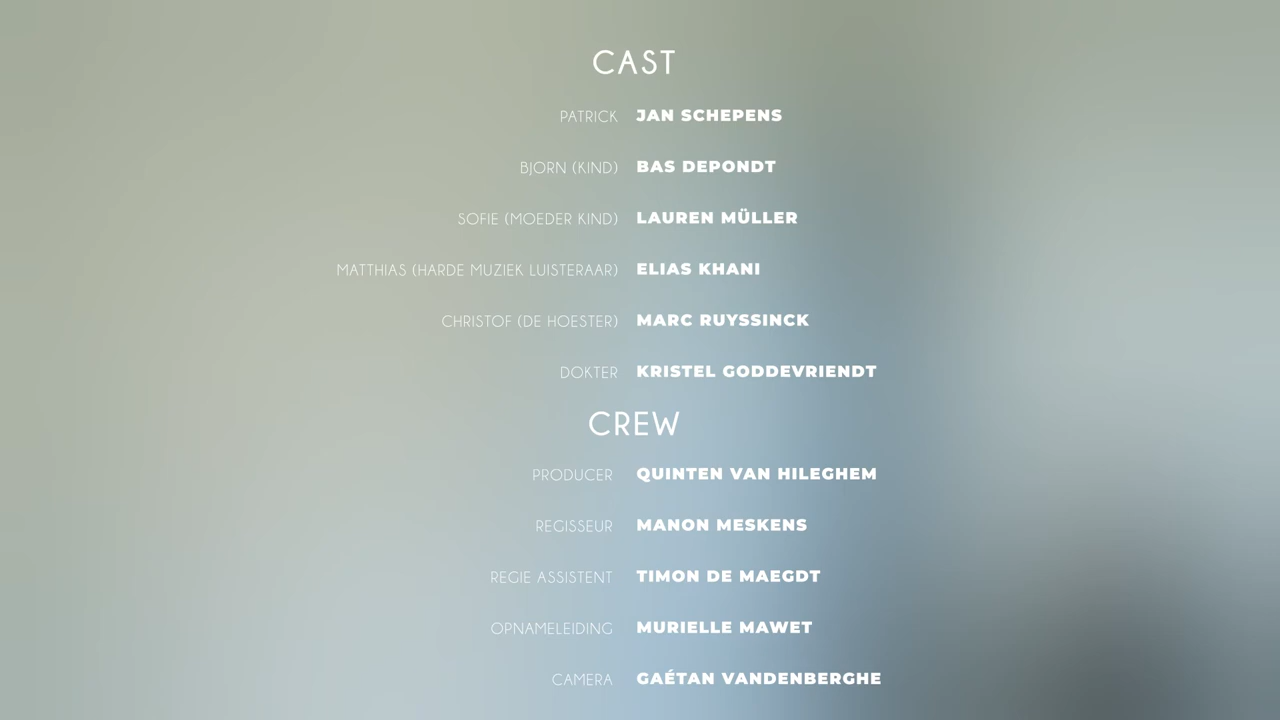 CAST
PATRICK JAN SCHEPENS
BJORN (KIND) BAS DEPONDT
SOFIE (MOEDER KIND) LAUREN MÜLLER
MATTHIAS (HARDE MUZIEK LUISTERAAR) ELIAS KHANI
CHRISTOF (DE HOESTER) MARC RUYSSINCK
DOKTER KRISTEL GODDEVRIENDT
CREW
PRODUCER QUINTEN VAN HILEGHEM
REGISSEUR MANON MESKENS
REGIE ASSISTENT TIMON DE MAEGDT
OPNAMELEIDING MURIELLE MAWET
CAMERA GAÉTAN VANDENBERGHE